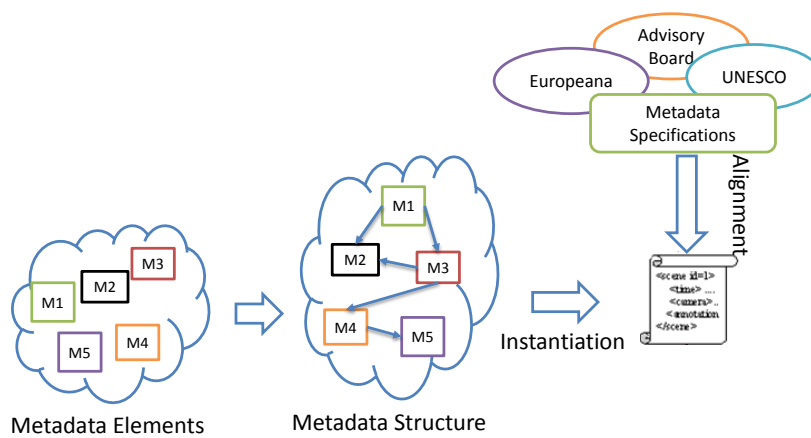 Advisory
Board
Europeana
UNESCO
Metadata
Specifications
Alignment
M1
M2
M3
M4
M5
M3
M2
M1
M4
M5
<scene id=1>
<time> ....
<camera>..
<annotation
</scene>
Instantiation
Metadata Elements
Metadata Structure